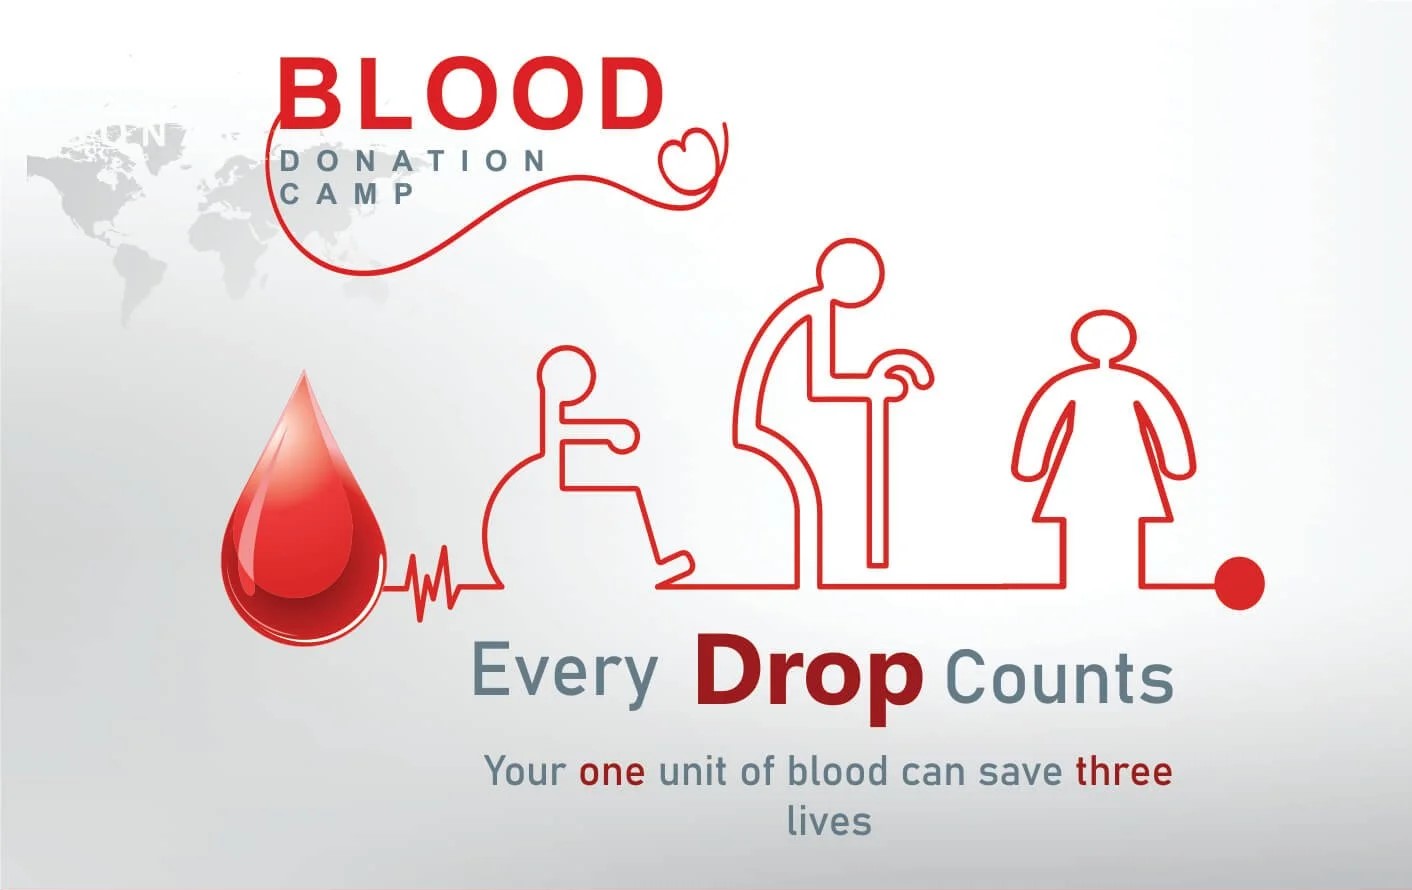 BLOOD
DONATION
CAMP
Every Drop Counts
Your one unit of blood can save three
lives